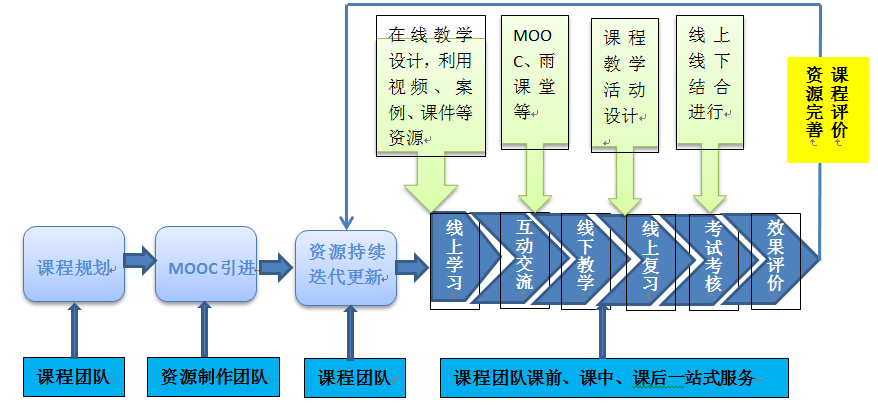 在线教学
设计，利用
视频、案
例、课件等
资源
MOO
C、雨
课堂
等
课程
教学
活动
设计
线上
线下
结合
进行
课程评价
资源完善
课程规划
MOOC引进
资源持续
迭代更新
线上学习
互动交流
线下教学
线上复习
考试考核
效果评价
课程团队
资源制作团队
课程团队
课程团队课前、课中、课后一站式服务